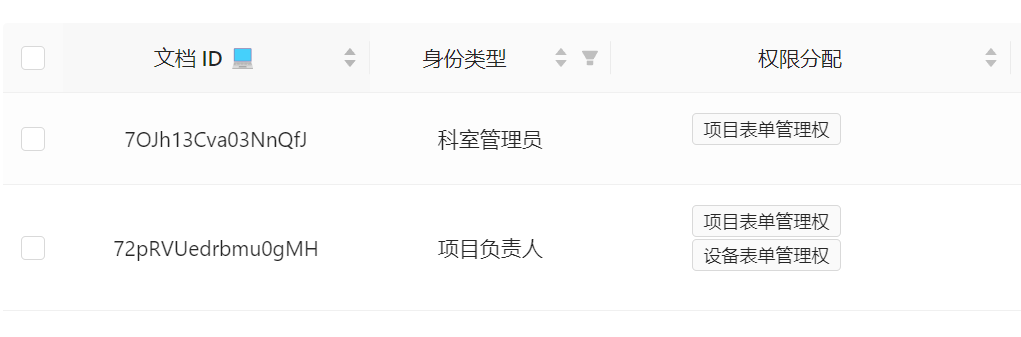 文档 ID 身份类型 权限分配
7OJh13Cva03NnQfJ 科室管理员 项目表单管理权
72pRVUedrbmu0gMH 项目负责人 项目表单管理权
设备表单管理权